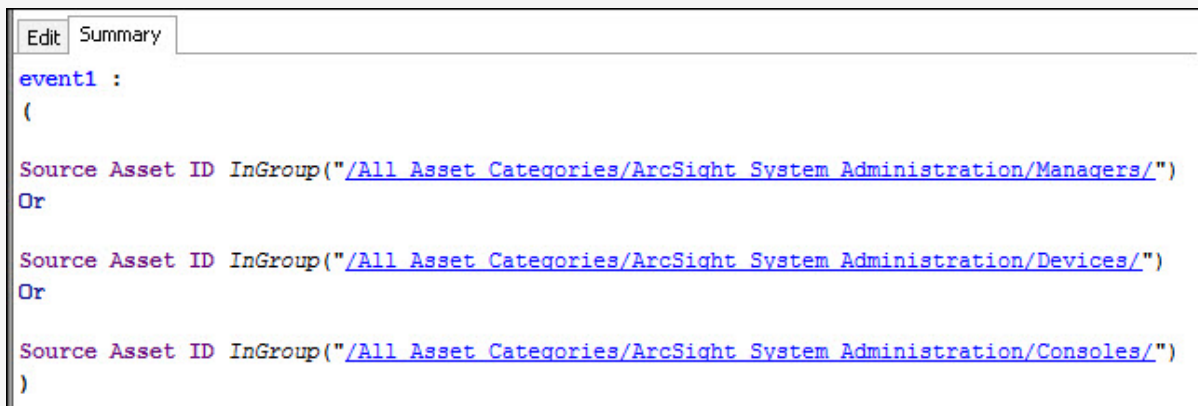 Edit Summary
event1 :
(
Source Asset ID InGroup("/All Asset Categories/ArcSight System Administration/Managers/")
Or
Source Asset ID InGroup("/All Asset Categories/ArcSight System Administration/Devices/")
Or
Source Asset ID InGroup("/All Asset Categories/ArcSight System Administration/Consoles/")
)